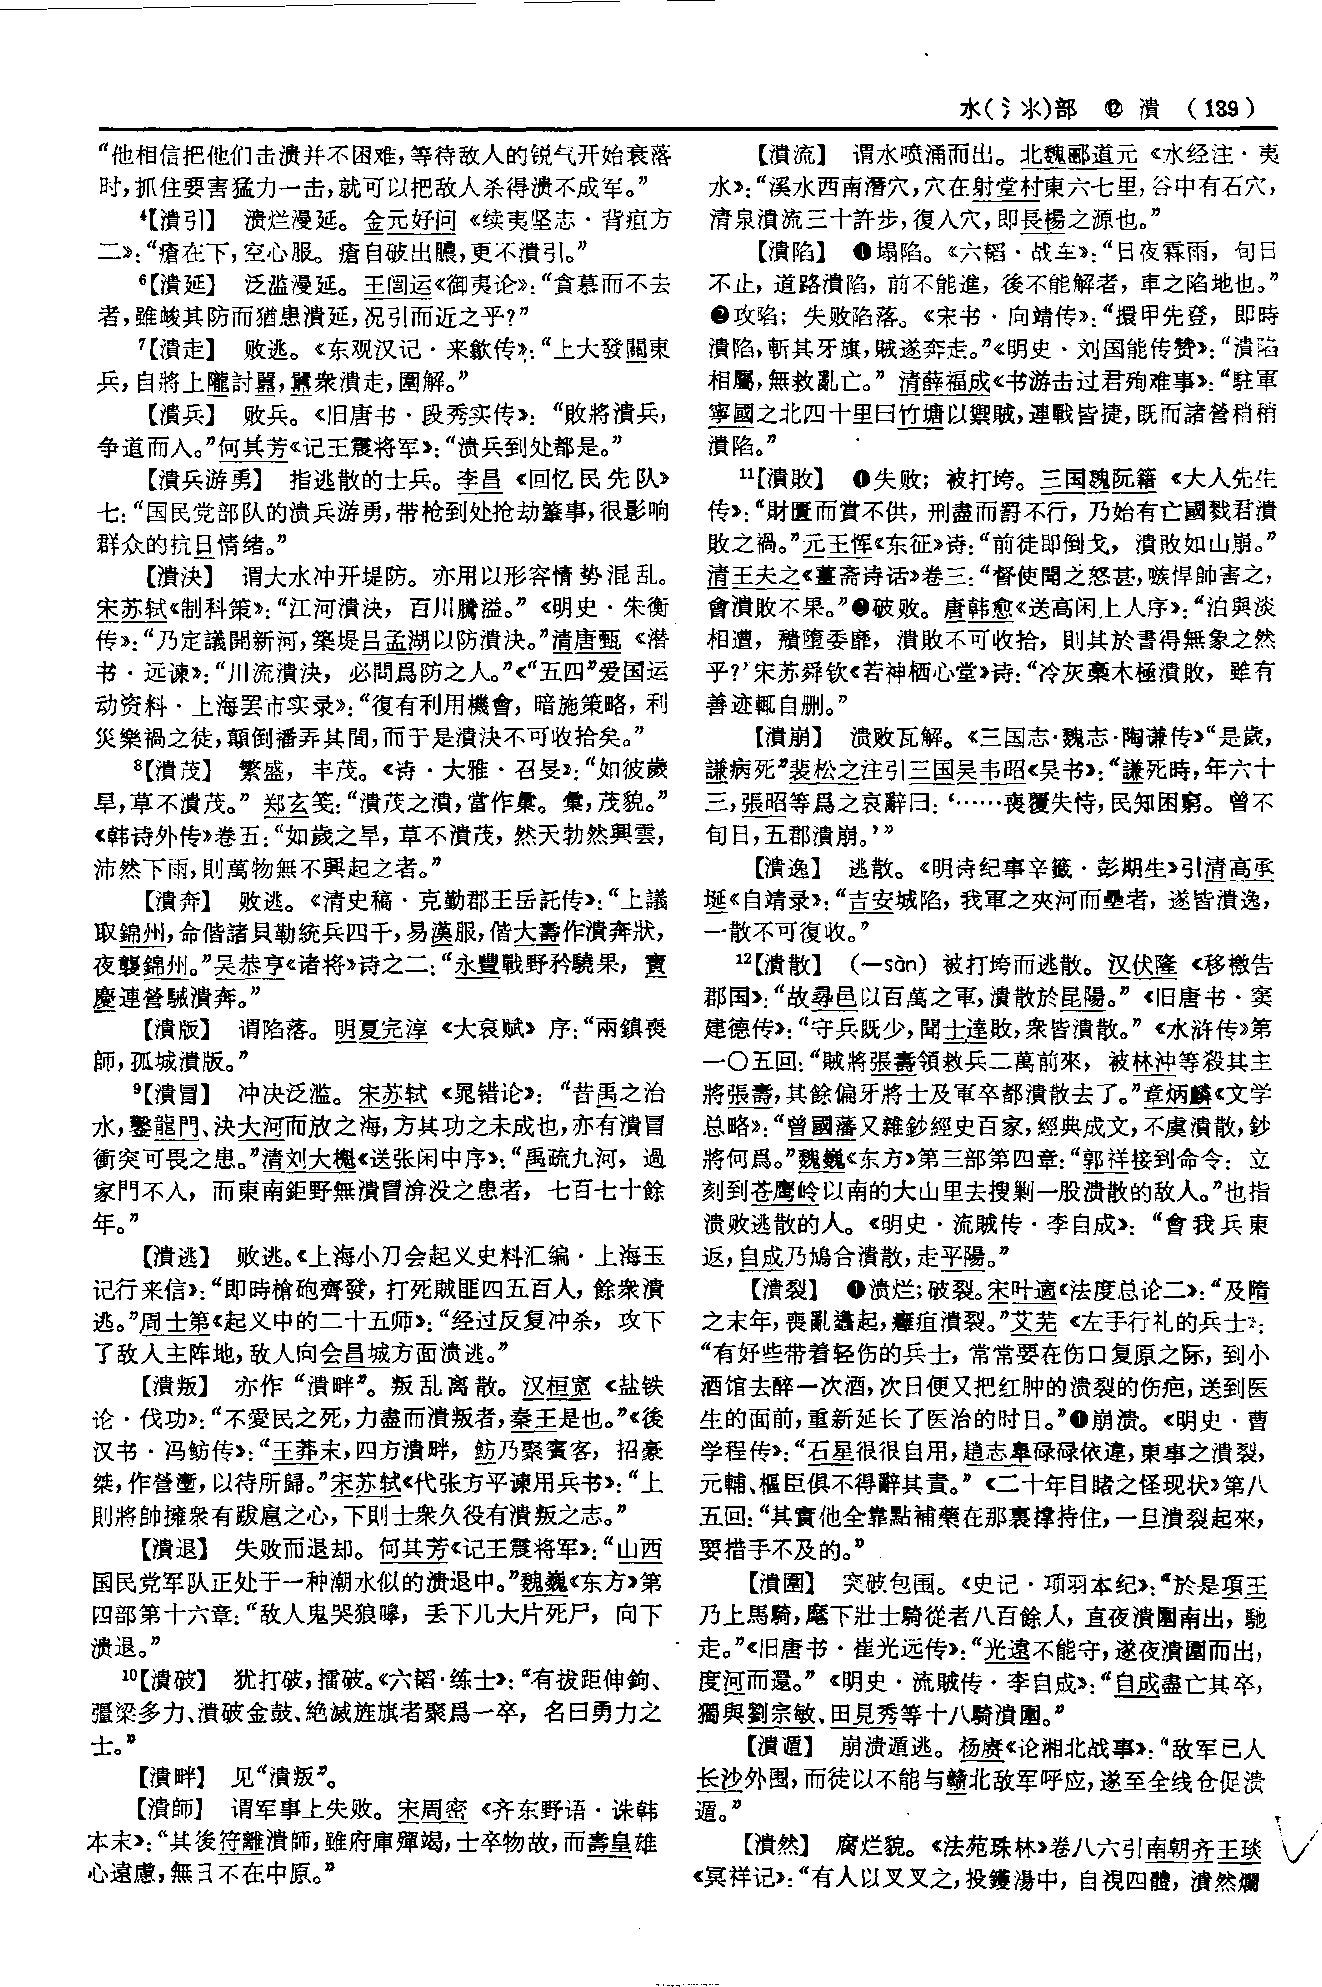 水(氵氺)部 ⑫ 潰 (139)
“他相信把他们击溃并不困难,等待敌人的锐气开始衰落
时,抓住要害猛力一击,就可以把敌人杀得溃不成军。”
4【潰引】 溃烂漫延。金元好问《续夷坚志·背疽方
二》:“瘡在下,空心服。瘡自破出膿,更不潰引。”
6【潰延】 泛滥漫延。王闿运《御夷论》:“貪慕而不去
者,雖峻其防而猶患潰延,况引而近之乎?”
7【潰走】 败逃。《东观汉记·来歙传》:“上大發關東
兵,自將上隴討囂,囂衆潰走,圍解。”
【潰兵】 败兵。《旧唐书·段秀实传》:“敗將潰兵,
争道而入。”何其芳《记王震将军》:“溃兵到处都是。”
【潰兵游勇】 指逃散的士兵。李昌《回忆民先队》
七:“国民党部队的溃兵游勇,带枪到处抢劫肇事,很影响
群众的抗日情绪。”
【潰決】 谓大水冲开堤防。亦用以形容情势混乱。
宋苏轼《制科策》:“江河潰決,百川騰溢。”《明史·朱衡
传》:“乃定議開新河,築堤吕孟湖以防潰決。”清唐甄《潜
书·远谏》:“川流潰決,必問爲防之人。”《“五四”爱国运
动资料·上海罢市实录》:“復有利用機會,暗施策略,利
災樂禍之徒,顛倒播弄其間,而于是潰決不可收拾矣。”
8【潰茂】 繁盛,丰茂。《诗·大雅·召旻》:“如彼歲
旱,草不潰茂。”郑玄笺:“潰茂之潰,當作彙。彙,茂貌。”
《韩诗外传》卷五:“如歲之旱,草不潰茂,然天勃然興雲,
沛然下雨,則萬物無不興起之者。”
【潰奔】 败逃。《清史稿·克勤郡王岳託传》:“上議
取錦州,命偕諸貝勒統兵四千,易漢服,偕大壽作潰奔狀,
夜襲錦州。”吴恭亨《诸将》诗之二:“永豐戰野矜驍果,寶
慶連營駴潰奔。”
【潰版】 谓陷落。明夏完淳《大哀赋》序:“兩鎮喪
師,孤城潰版。”
9【潰冒】 冲决泛滥。宋苏轼《晁错论》:“昔禹之治
水,鑿龍門、決大河而放之海,方其功之未成也,亦有潰冒
衝突可畏之患。”清刘大櫆《送张闲中序》:“禹疏九河,過
家門不入,而東南鉅野無潰冒渰没之患者,七百七十餘
年。”
【潰逃】 败逃。《上海小刀会起义史料汇编·上海玉
记行来信》:“即時槍砲齊發,打死賊匪四五百人,餘衆潰
逃。”周士第《起义中的二十五师》:“经过反复冲杀,攻下
了敌人主阵地,敌人向会昌城方面溃逃。”
【潰叛】 亦作“潰畔”。叛乱离散。汉桓宽《盐铁
论·伐功》:“不愛民之死,力盡而潰叛者,秦王是也。”《後
汉书·冯鲂传》:“王莽末,四方潰畔,鲂乃聚賓客,招豪
桀,作營壍,以待所歸。”宋苏轼《代张方平谏用兵书》:“上
則將帥擁衆有跋扈之心,下則士衆久役有潰叛之志。”
【潰退】 失败而退却。何其芳《记王震将军》:“山西
国民党军队正处于一种潮水似的溃退中。”魏巍《东方》第
四部第十六章:“敌人鬼哭狼嗥,丢下几大片死尸,向下
溃退。”
10【潰破】 犹打破,擂破。《六韬·练士》:“有拔距伸鉤、
彊梁多力、潰破金鼓、絶滅旌旗者聚爲一卒,名曰勇力之
士。”
【潰畔】 见“潰叛”。
【潰師】 谓军事上失败。宋周密《齐东野语·诛韩
本末》:“其後符離潰師,雖府庫殫竭,士卒物故,而壽皇雄
心遠慮,無日不在中原。”
【潰流】 谓水喷涌而出。北魏郦道元《水经注·夷
水》:“溪水西南潛穴,穴在射堂村東六七里,谷中有石穴,
清泉潰流三十許步,復入穴,即長楊之源也。”
【潰陷】 ❶塌陷。《六韬·战车》:“日夜霖雨,旬日
不止,道路潰陷,前不能進,後不能解者,車之陷地也。”
❷攻陷;失败陷落。《宋书·向靖传》:“擐甲先登,即時
潰陷,斬其牙旗,賊遂奔走。”《明史·刘国能传赞》:“潰陷
相屬,無救亂亡。”清薛福成《书游击过君殉难事》:“駐軍
寧國之北四十里曰竹塘以禦賊,連戰皆捷,既而諸營稍稍
潰陷。”
11【潰敗】 ❶失败;被打垮。三国魏阮籍《大人先生
传》:“財匱而賞不供,刑盡而罰不行,乃始有亡國戮君潰
敗之禍。”元王恽《东征》诗:“前徒即倒戈,潰敗如山崩。”
清王夫之《薑斋诗话》卷三:“督使聞之怒甚,嗾悍帥害之,
會潰敗不果。”❷破败。唐韩愈《送高闲上人序》:“泊與淡
相遭,頹墮委靡,潰敗不可收拾,則其於書得無象之然
乎?”宋苏舜钦《若神栖心堂》诗:“冷灰藁木極潰敗,雖有
善迹輒自删。”
【潰崩】 溃败瓦解。《三国志·魏志·陶谦传》“是歲,
謙病死”裴松之注引三国吴韦昭《吴书》:“謙死時,年六十
三,張昭等爲之哀辭曰:‘……喪覆失恃,民知困窮。曾不
旬日,五郡潰崩。’”
【潰逸】 逃散。《明诗纪事辛籤·彭期生》引清高承
埏《自靖录》:“吉安城陷,我軍之夾河而壘者,遂皆潰逸,
一散不可復收。”
12【潰散】 (—sàn) 被打垮而逃散。汉伏隆《移檄告
郡国》:“故尋邑以百萬之軍,潰散於昆陽。”《旧唐书·窦
建德传》:“守兵既少,聞士達敗,衆皆潰散。”《水浒传》第
一〇五回:“賊將張壽領救兵二萬前來,被林沖等殺其主
將張壽,其餘偏牙將士及軍卒都潰散去了。”章炳麟《文学
总略》:“曾國藩又雜鈔經史百家,經典成文,不虞潰散,鈔
將何爲。”魏巍《东方》第三部第四章:“郭祥接到命令:立
刻到苍鹰岭以南的大山里去搜剿一股溃散的敌人。”也指
溃败逃散的人。《明史·流贼传·李自成》:“會我兵東
返,自成乃鳩合潰散,走平陽。”
【潰裂】 ❶溃烂;破裂。宋叶適《法度总论二》:“及隋
之末年,喪亂蠭起,癰疽潰裂。”艾芜《左手行礼的兵士》:
“有好些带着轻伤的兵士,常常要在伤口复原之际,到小
酒馆去醉一次酒,次日便又把红肿的溃裂的伤疤,送到医
生的面前,重新延长了医治的时日。”❶崩溃。《明史·曹
学程传》:“石星很很自用,趙志皋碌碌依違,東事之潰裂,
元輔、樞臣俱不得辭其責。”《二十年目睹之怪现状》第八
五回:“其實他全靠點補藥在那裏撑持住,一旦潰裂起來,
要措手不及的。”
【潰圍】 突破包围。《史记·项羽本纪》:“於是項王
乃上馬騎,麾下壯士騎從者八百餘人,直夜潰圍南出,馳
走。”《旧唐书·崔光远传》:“光遠不能守,遂夜潰圍而出,
度河而還。”《明史·流贼传·李自成》:“自成盡亡其卒,
獨與劉宗敏、田見秀等十八騎潰圍。”
【潰遁】 崩溃遁逃。杨赓《论湘北战事》:“敌军已入
长沙外围,而徒以不能与赣北敌军呼应,遂至全线仓促溃
遁。”
【潰然】 腐烂貌。《法苑珠林》卷八六引南朝齐王琰
《冥祥记》:“有人以叉叉之,投鑊湯中,自視四體,潰然爛